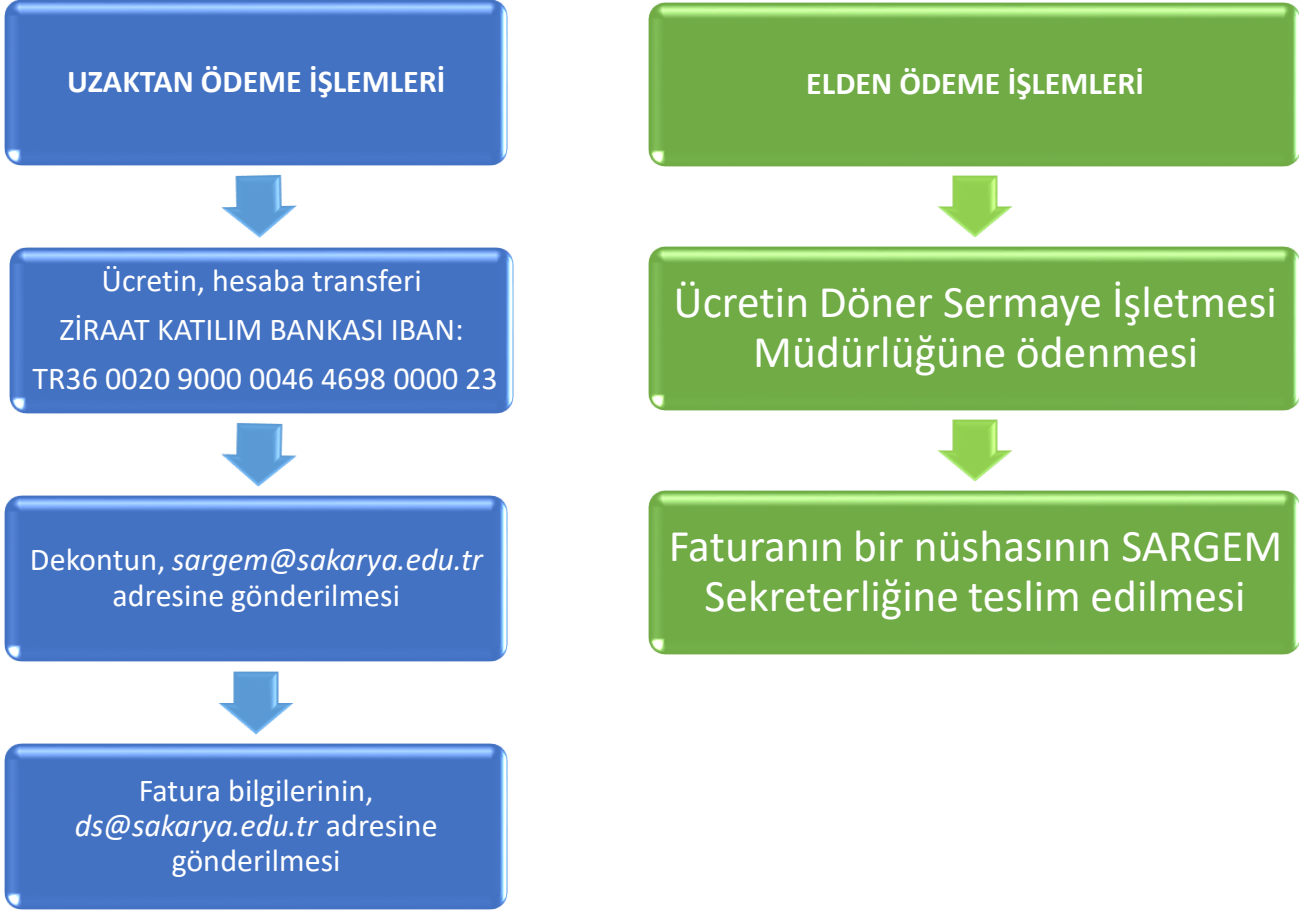 UZAKTAN ÖDEME İŞLEMLERİ
Ücretin, hesaba transferi
ZİRAAT KATILIM BANKASI IBAN:
TR36 0020 9000 0046 4698 0000 23
Dekontun, sargem@sakarya.edu.tr
adresine gönderilmesi
Fatura bilgilerinin,
ds@sakarya.edu.tr adresine
gönderilmesi
ELDEN ÖDEME İŞLEMLERİ
Ücretin Döner Sermaye İşletmesi
Müdürlüğüne ödenmesi
Faturanın bir nüshasının SARGEM
Sekreterliğine teslim edilmesi